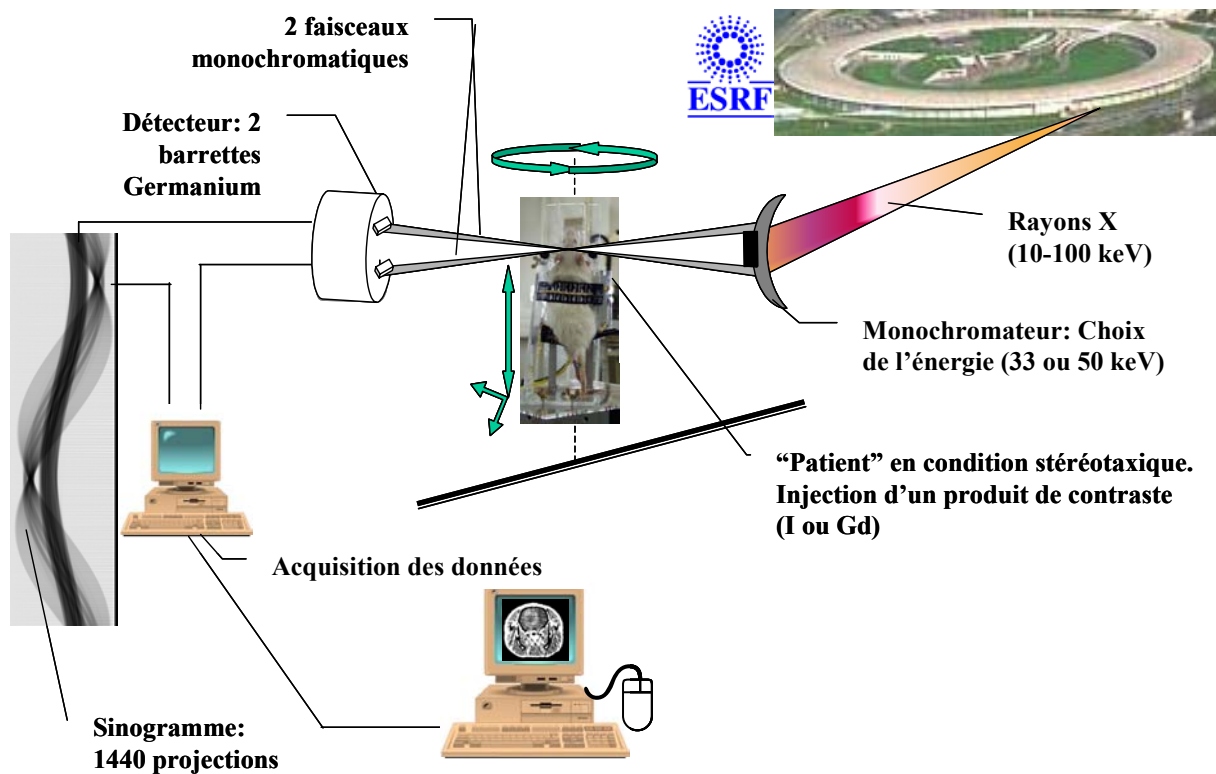 2 faisceaux
monochromatiques
ESRF
Détecteur: 2
barrettes
Germanium
Rayons X
(10-100 keV)
Monochromateur: Choix
de l’énergie (33 ou 50 keV)
“Patient” en condition stéréotaxique.
Injection d’un produit de contraste
(I ou Gd)
Acquisition des données
Sinogramme:
1440 projections